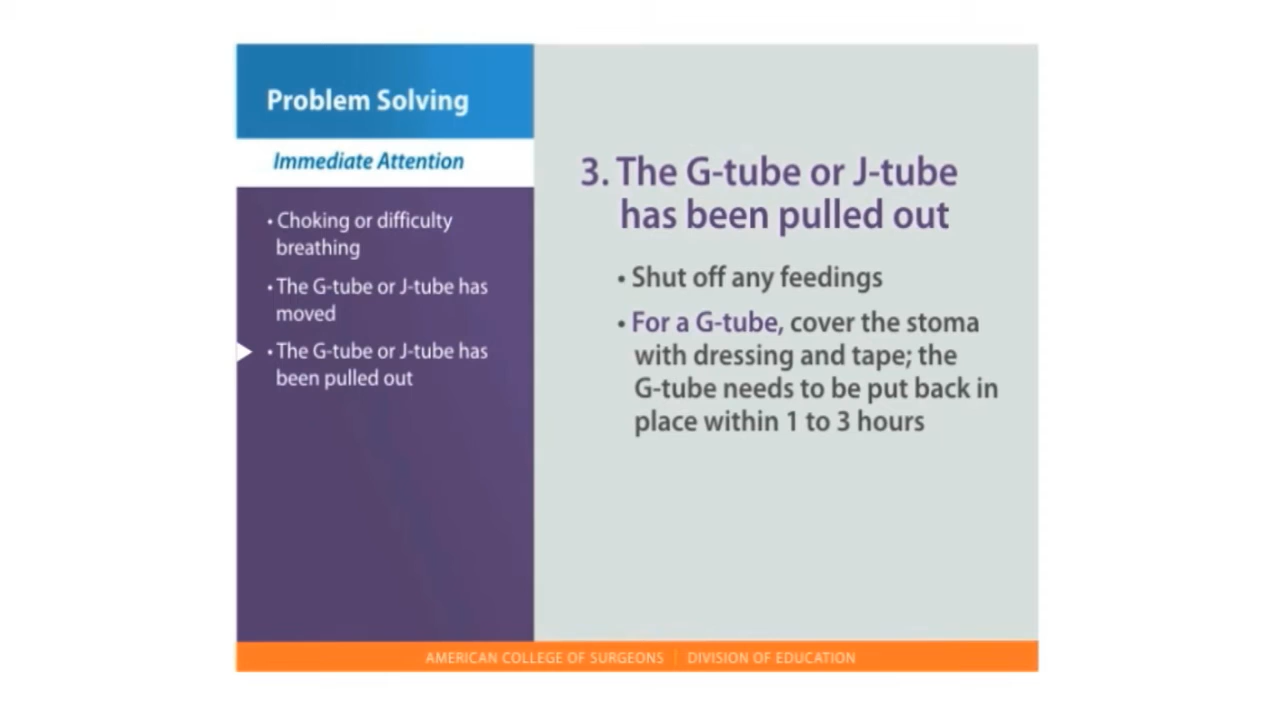 Problem Solving
Immediate Attention
• Choking or difficulty
breathing
• The G-tube or J-tube has
moved
• The G-tube or J-tube has
been pulled out
3. The G-tube or J-tube
has been pulled out
• Shut off any feedings
• For a G-tube, cover the stoma
with dressing and tape; the
G-tube needs to be put back in
place within 1 to 3 hours
AMERICAN COLLEGE OF SURGEONS | DIVISION OF EDUCATION